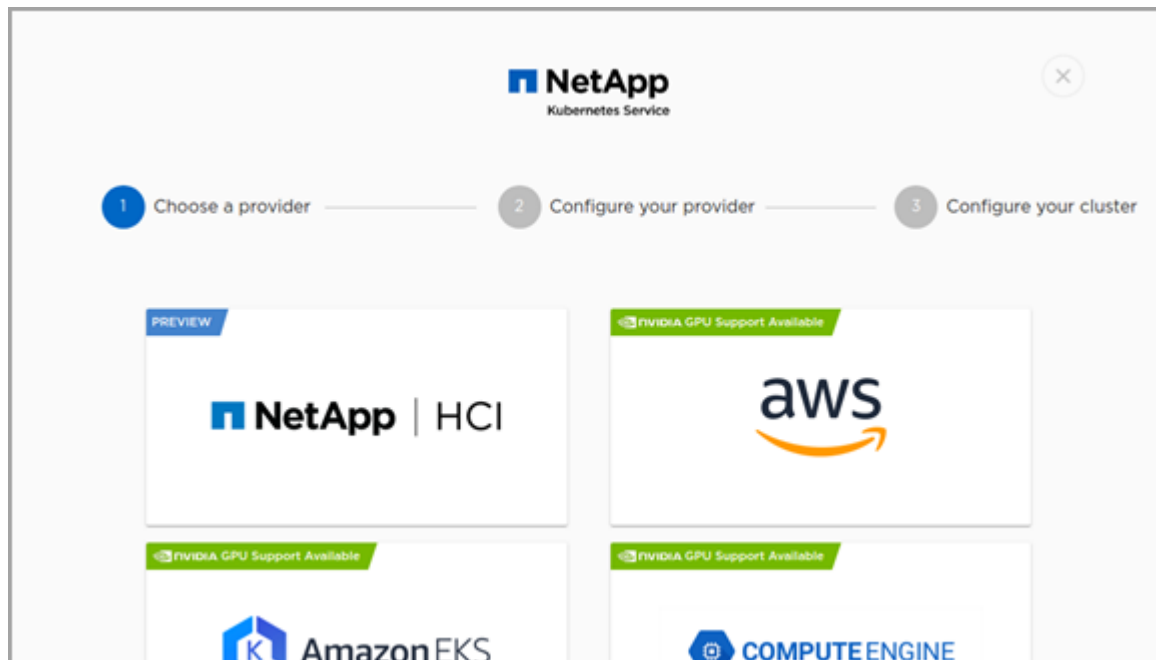 NetApp
Kubernetes Service
1 Choose a provider 2 Configure your provider 3 Configure your cluster
PREVIEW
NetApp | HCI
NVIDIA. GPU Support Available
aws
NVIDIA. GPU Support Available
K Amazon EKS
NVIDIA. GPU Support Available
COMPUTE ENGINE